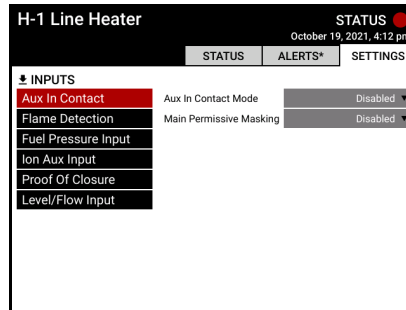 H-1 Line Heater
STATUS
October 19, 2021, 4:12 pm
STATUS
ALERTS*
SETTINGS
INPUTS
Aux In Contact
Flame Detection
Fuel Pressure Input
Ion Aux Input
Proof Of Closure
Level/Flow Input
Aux In Contact Mode
Disabled
Main Permissive Masking
Disabled